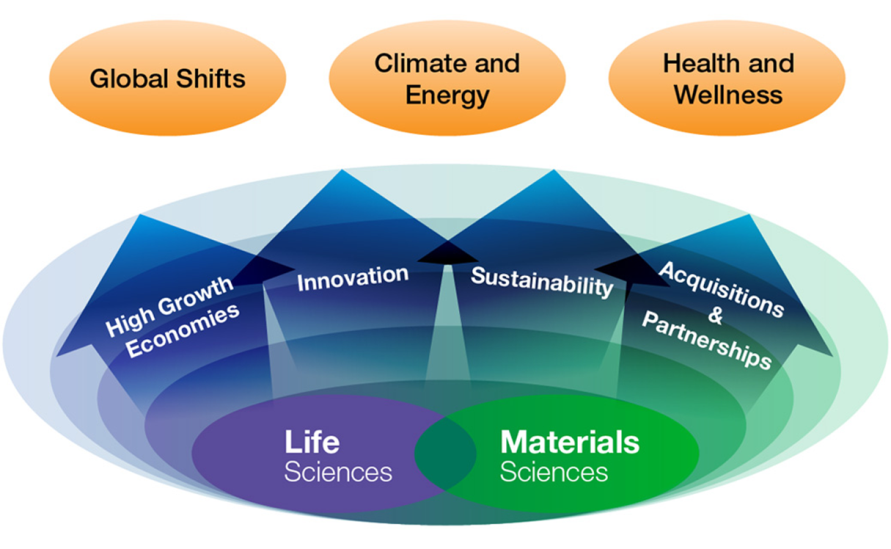 Global Shifts
Climate and
Energy
Health and
Wellness
High Growth
Economies
Innovation
Sustainability
Acquisitions
&
Partnerships
Life
Sciences
Materials
Sciences